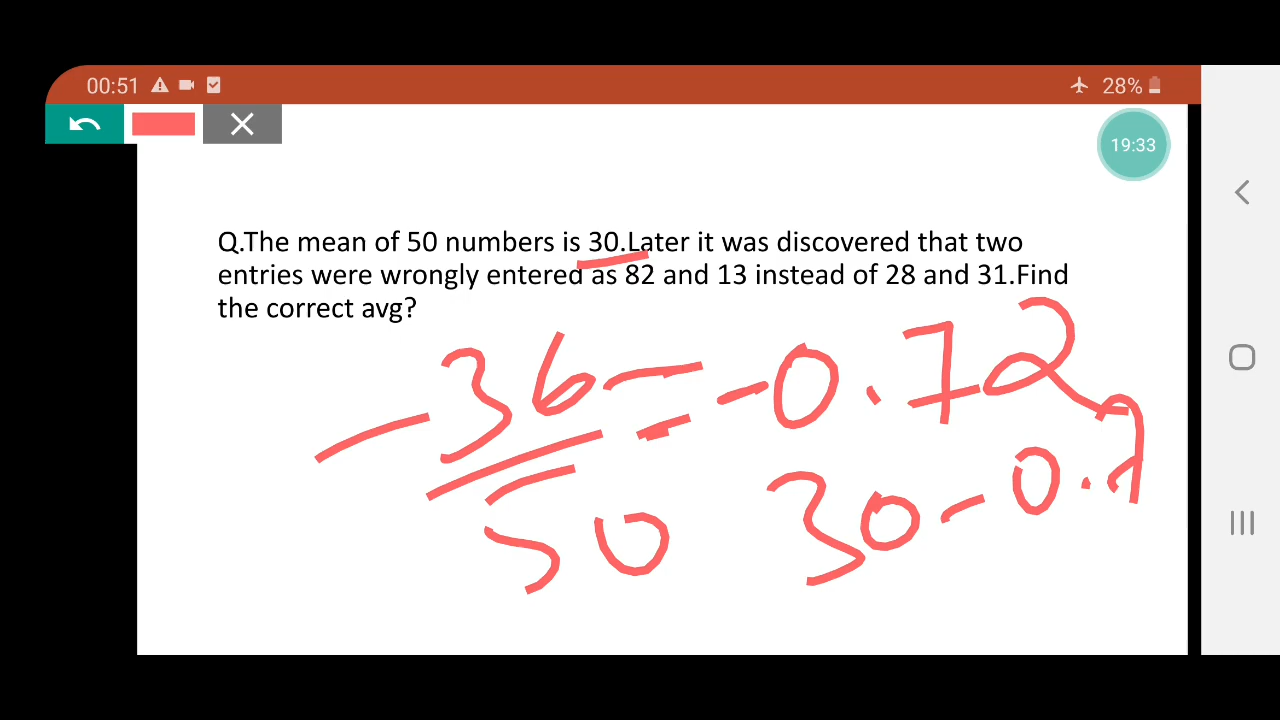 00:51 28%
19:33
Q.The mean of 50 numbers is 30.Later it was discovered that two
entries were wrongly entered as 82 and 13 instead of 28 and 31.Find
the correct avg?
-36 = -0.72
50 30-0.7